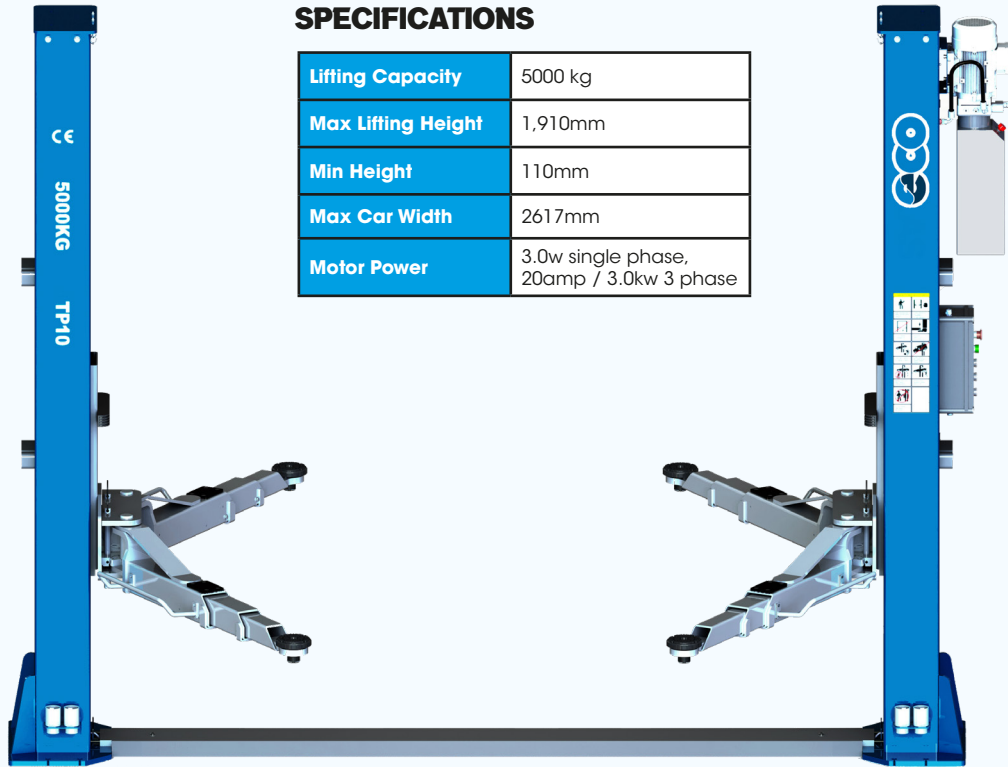 SPECIFICATIONS
Lifting Capacity 5000 kg
Max Lifting Height 1,910mm
Min Height 110mm
Max Car Width 2617mm
Motor Power 3.0w single phase,
20amp / 3.0kw 3 phase
CE
5000KG
TP10